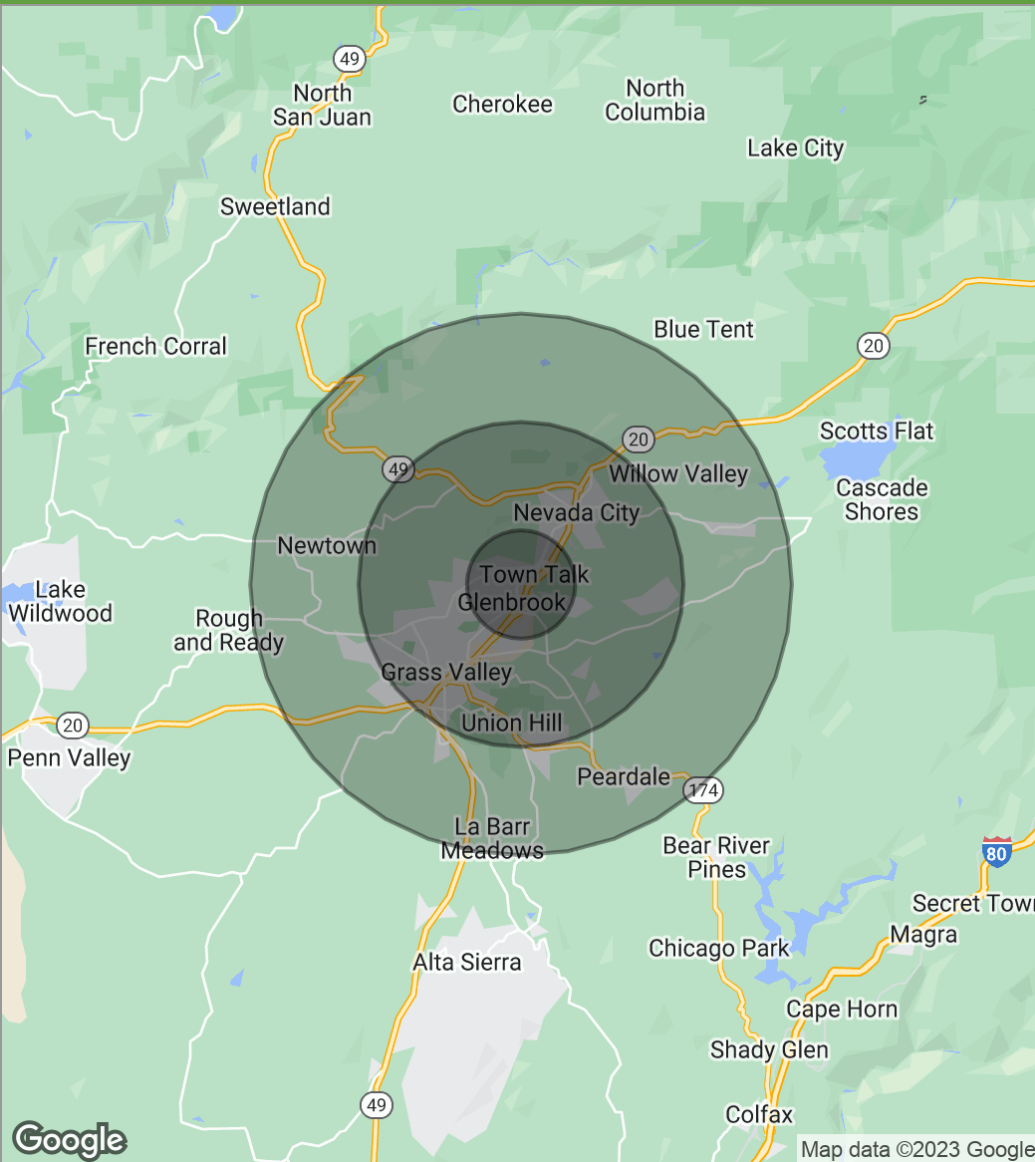 49
North
San Juan
Cherokee
North
Columbia
Lake City
Sweetland
Blue Tent
French Corral
20
Scotts Flat
20
49
Willow Valley
Cascade
Shores
Nevada City
Newtown
Town Talk
Glenbrook
Lake
Wildwood
Rough
and Ready
Grass Valley
20
Union Hill
Penn Valley
Peardale
174
La Barr
Meadows
Bear River
Pines
80
Secret Town
Magra
Chicago Park
Alta Sierra
Cape Horn
Shady Glen
49
Colfax
Google
Map data ©2023 Google